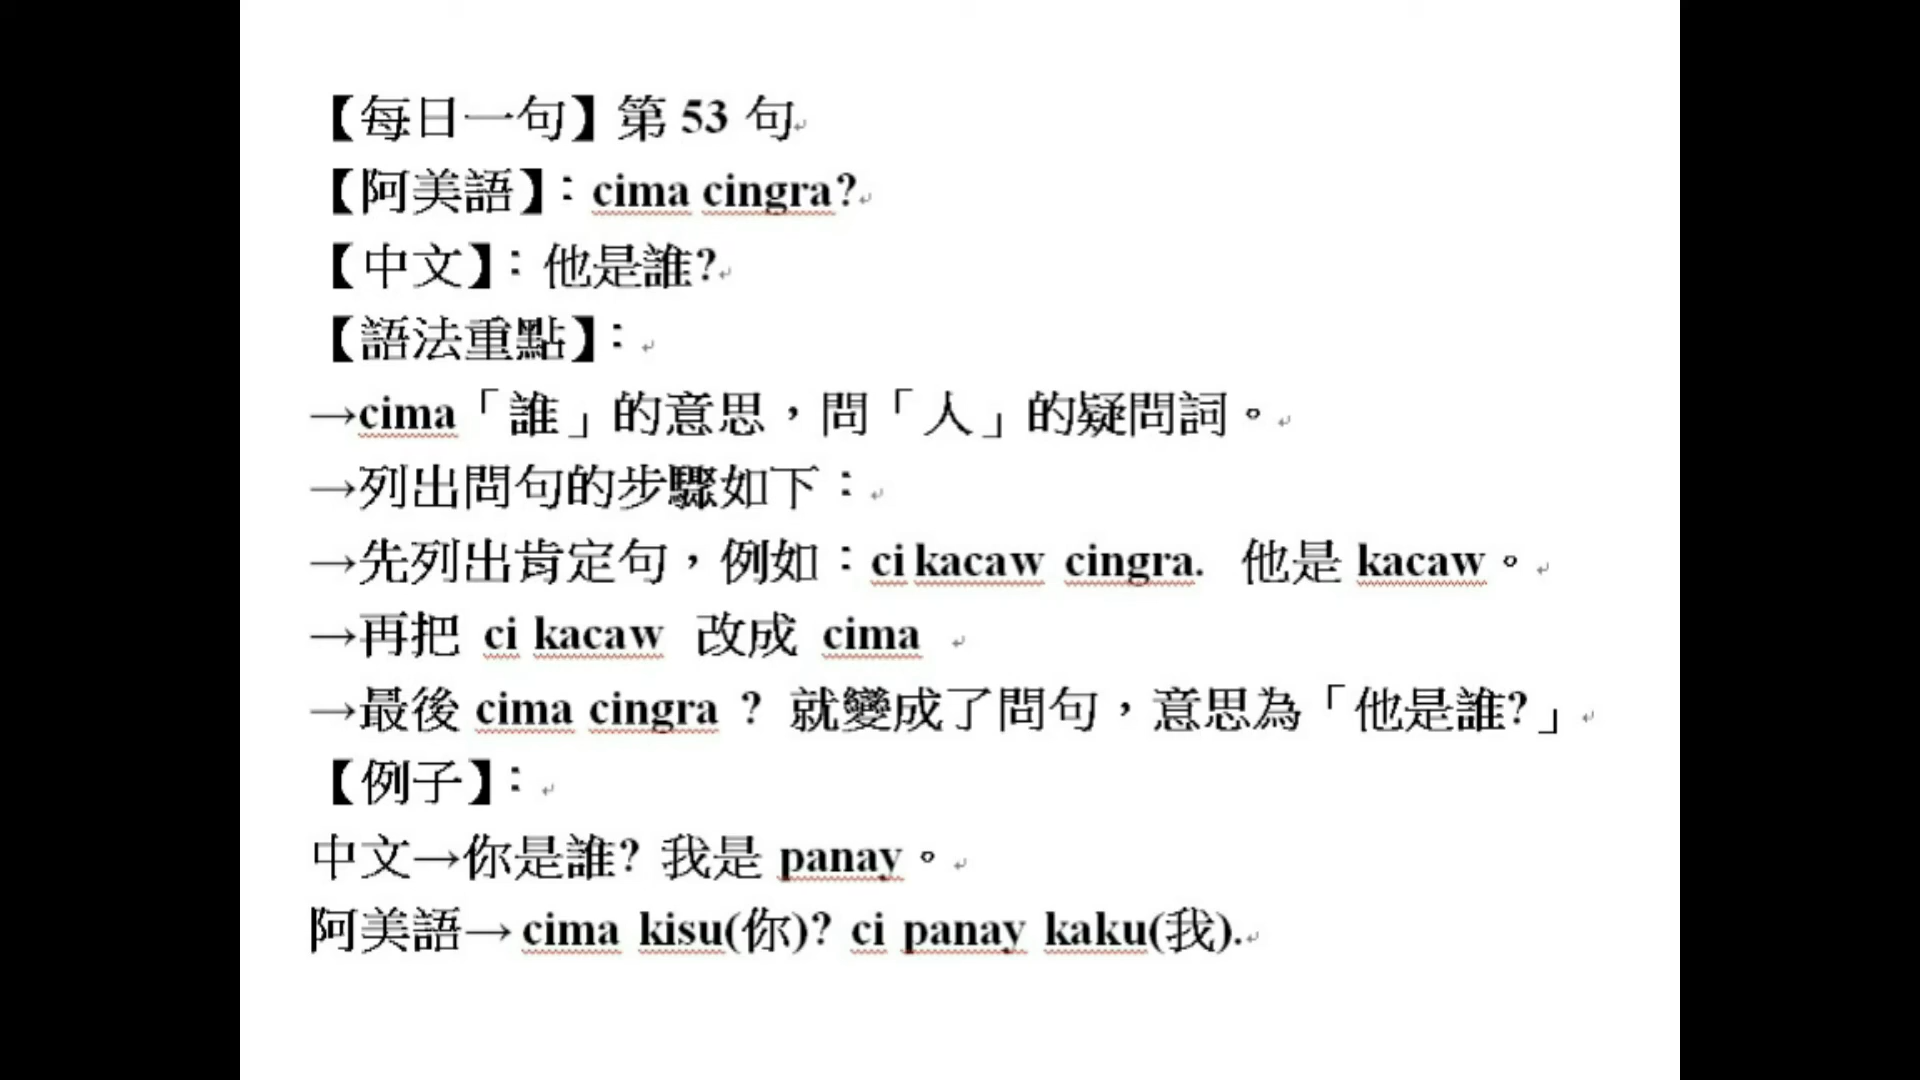 【每日一句】第 53 句
【阿美語】：cima cingra?
【中文】：他是誰?
【語法重點】：
→cima「誰」的意思，問「人」的疑問詞。
→列出問句的步驟如下：
→先列出肯定句，例如：ci kacaw cingra. 他是 kacaw。
→再把 ci kacaw 改成 cima
→最後 cima cingra ? 就變成了問句，意思為「他是誰?」
【例子】：
中文→你是誰? 我是 panay。
阿美語→ cima kisu(你)? ci panay kaku(我).